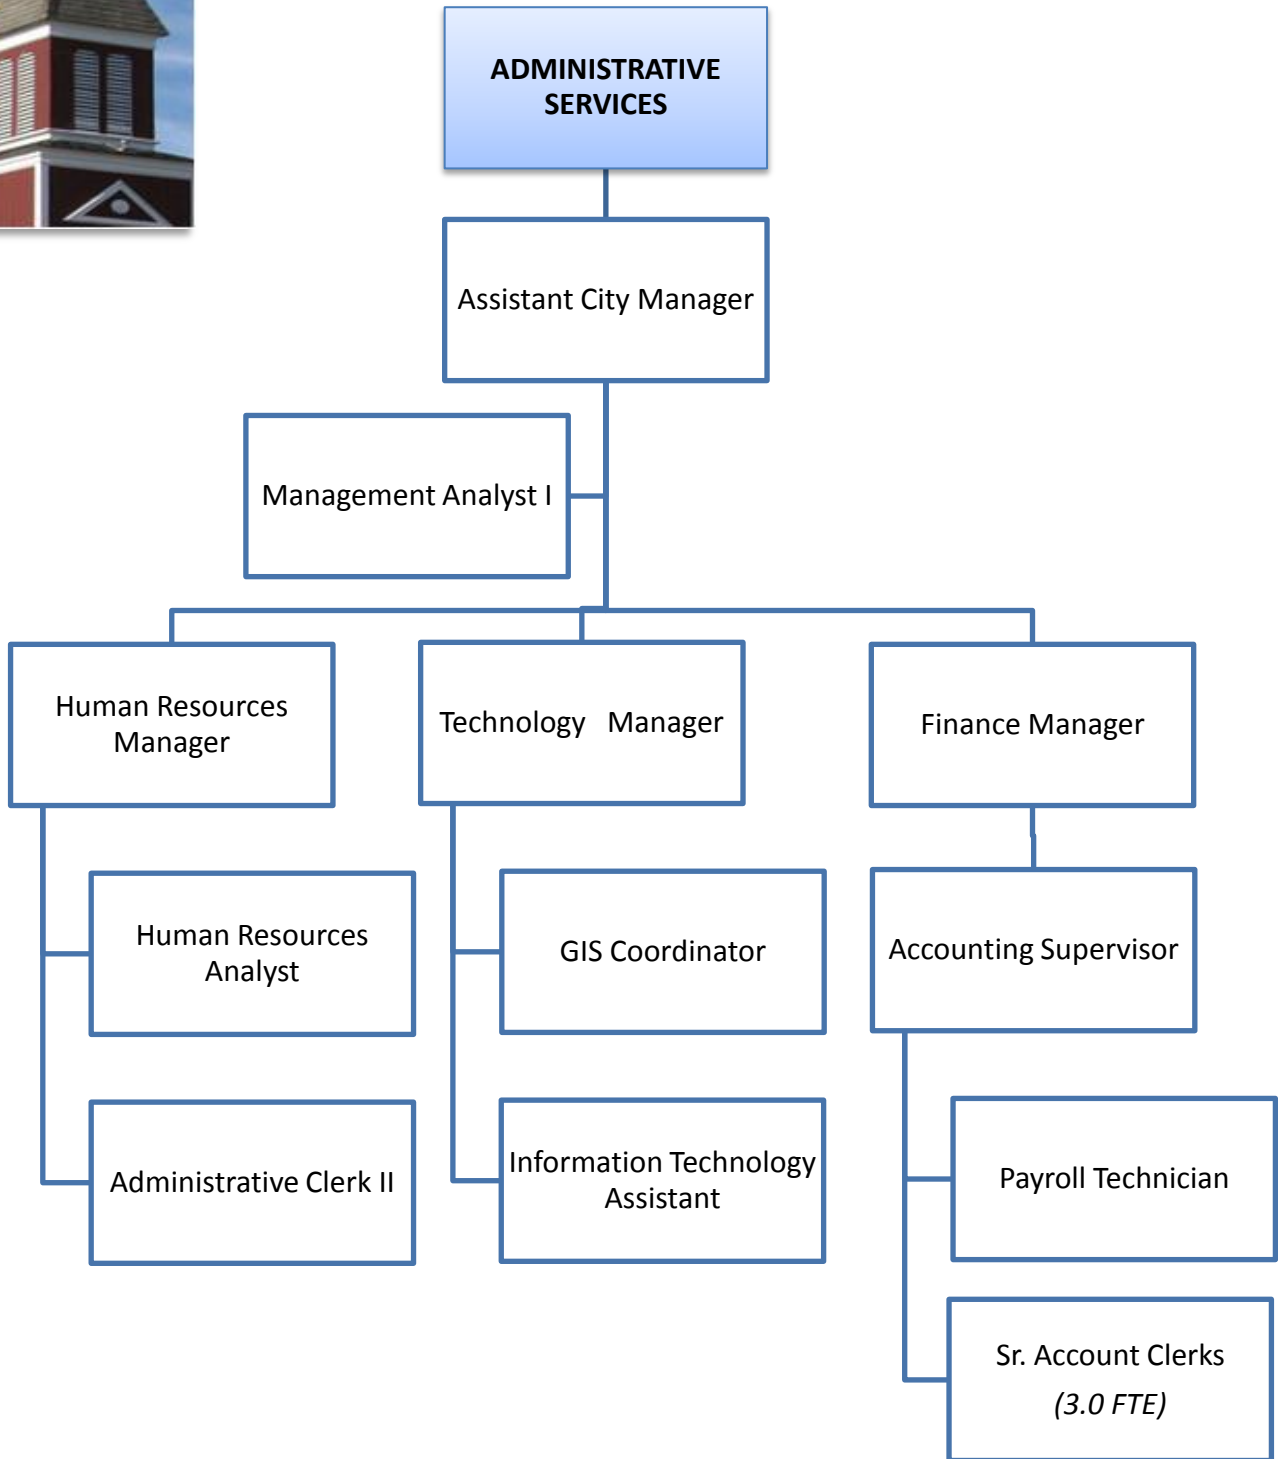 ADMINISTRATIVE
SERVICES
Assistant City Manager
Management Analyst I
Human Resources
Manager
Technology   Manager
Finance Manager
Human Resources
Analyst
GIS Coordinator
Accounting Supervisor
Administrative Clerk II
Information Technology
Assistant
Payroll Technician
Sr. Account Clerks
(3.0 FTE)